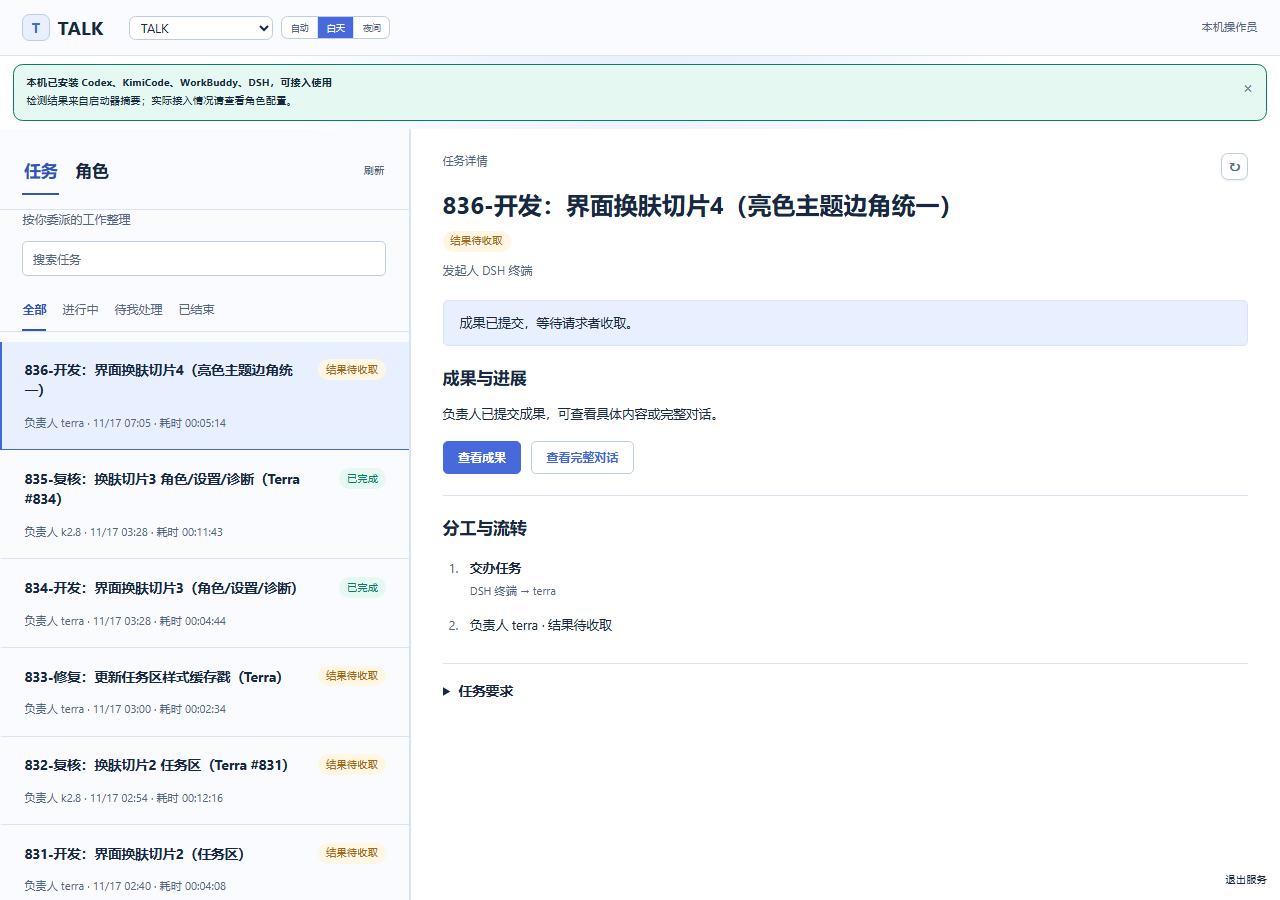 T TALK TALK 自动 白天 夜间 本机操作员
本机已安装 Codex、KimiCode、WorkBuddy、DSH，可接入使用
检测结果来自启动器摘要；实际接入情况请查看角色配置。
×
任务 角色 刷新
按你委派的工作整理
搜索任务
全部 进行中 待我处理 已结束
836-开发：界面换肤切片4（亮色主题边角统
一） 结果待收取
负责人 terra · 11/17 07:05 · 耗时 00:05:14
835-复核：换肤切片3 角色/设置/诊断（Terra
#834） 已完成
负责人 k2.8 · 11/17 03:28 · 耗时 00:11:43
834-开发：界面换肤切片3（角色/设置/诊断） 已完成
负责人 terra · 11/17 03:28 · 耗时 00:04:44
833-修复：更新任务区样式缓存戳（Terra） 结果待收取
负责人 terra · 11/17 03:00 · 耗时 00:02:34
832-复核：换肤切片2 任务区（Terra #831） 结果待收取
负责人 k2.8 · 11/17 02:54 · 耗时 00:12:16
831-开发：界面换肤切片2（任务区） 结果待收取
负责人 terra · 11/17 02:40 · 耗时 00:04:08
任务详情
836-开发：界面换肤切片4（亮色主题边角统一）
结果待收取
发起人 DSH 终端
成果已提交，等待请求者收取。
成果与进展
负责人已提交成果，可查看具体内容或完整对话。
查看成果 查看完整对话
分工与流转
1. 交办任务
DSH 终端 → terra
2. 负责人 terra · 结果待收取
任务要求
退出服务